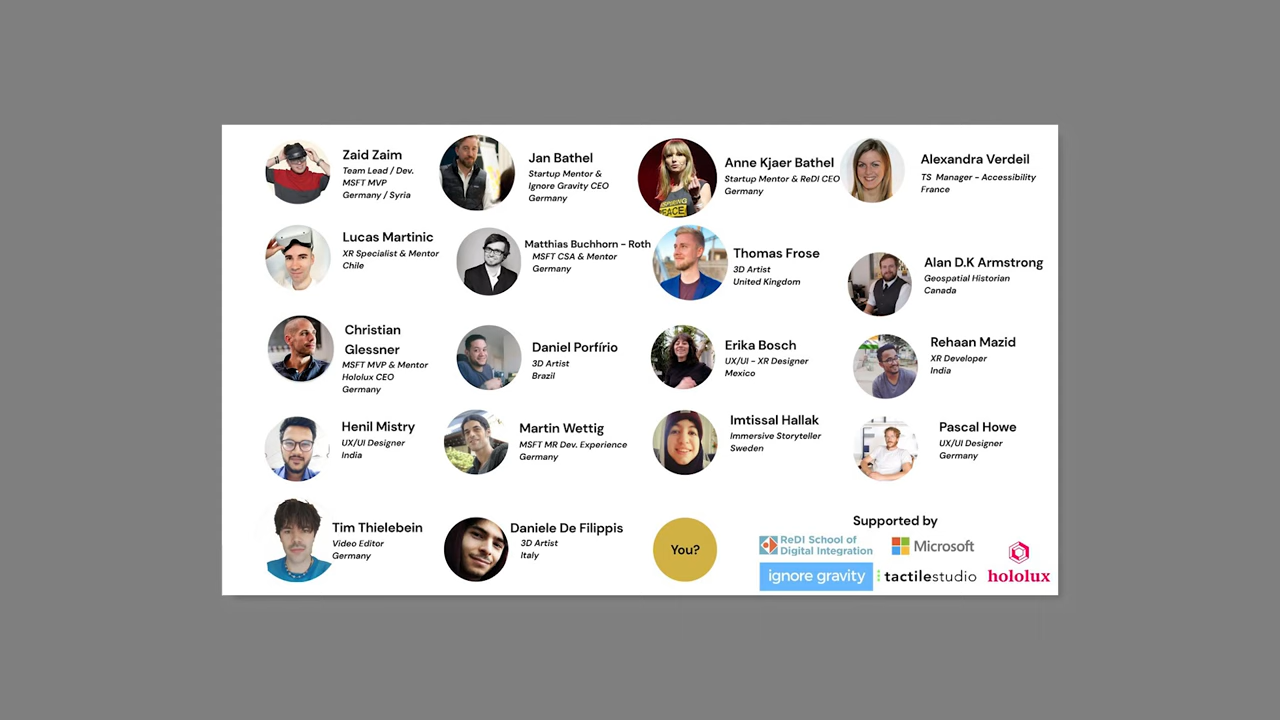 Zaid Zaim
Team Lead / Dev.
MSFT MVP
Germany / Syria
Jan Bathel
Startup Mentor &
Ignore Gravity CEO
Germany
Anne Kjaer Bathel
Startup Mentor & ReDI CEO
Germany
Alexandra Verdeil
TS Manager - Accessibility
France
Lucas Martinic
XR Specialist & Mentor
Chile
Matthias Buchhorn - Roth
MSFT CSA & Mentor
Germany
Thomas Frose
3D Artist
United Kingdom
Alan D.K Armstrong
Geospatial Historian
Canada
Christian
Glessner
MSFT MVP & Mentor
Hololux CEO
Germany
Daniel Porfírio
3D Artist
Brazil
Erika Bosch
UX/UI - XR Designer
Mexico
Rehaan Mazid
XR Developer
India
Henil Mistry
UX/UI Designer
India
Martin Wettig
MSFT MR Dev. Experience
Germany
Imtissal Hallak
Immersive Storyteller
Sweden
Pascal Howe
UX/UI Designer
Germany
Tim Thielebein
Video Editor
Germany
Daniele De Filippis
3D Artist
Italy
You?
Supported by
ReDI School of
Digital Integration
Microsoft
ignore gravity
tactilestudio
hololux